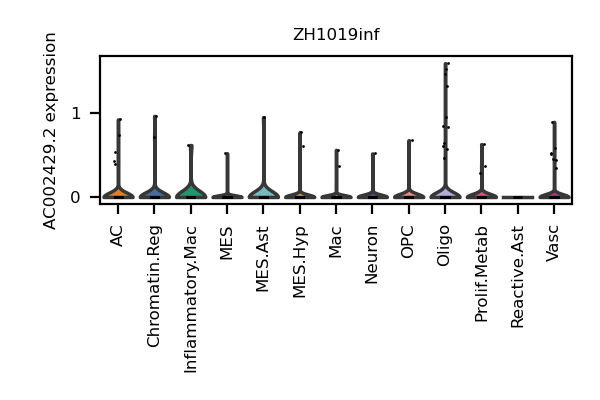 ZH1019inf
AC002429.2 expression
1
0
AC
Chromatin.Reg
Inflammatory.Mac
MES
MES.Ast
MES.Hyp
Mac
Neuron
OPC
Oligo
Prolif.Metab
Reactive.Ast
Vasc